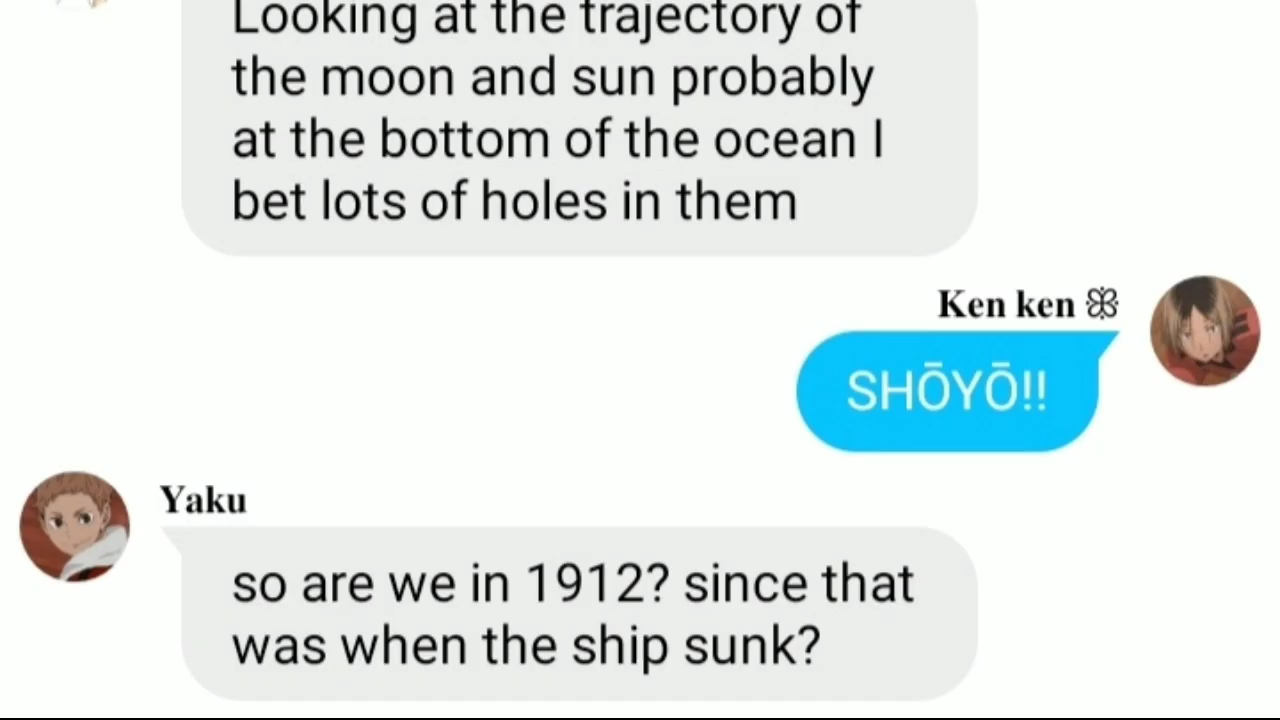 Looking at the trajectory of
the moon and sun probably
at the bottom of the ocean I
bet lots of holes in them
Ken ken ꕥ
SHŌYŌ!!
Yaku
so are we in 1912? since that
was when the ship sunk?